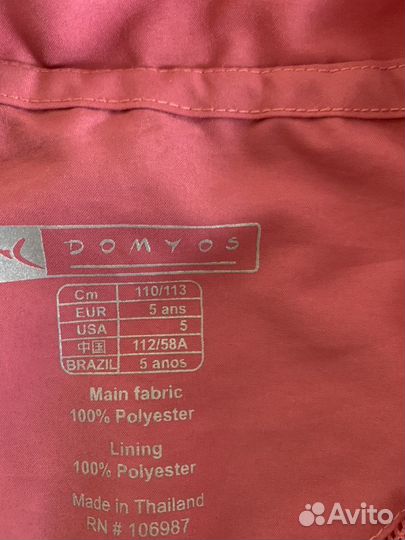 DOMYOS
Cm 110/113
EUR 5 ans
USA 5
中国 112/58A
BRAZIL 5 anos
Main fabric
100% Polyester
Lining
100% Polyester
Made in Thailand
RN # 106987
Avito